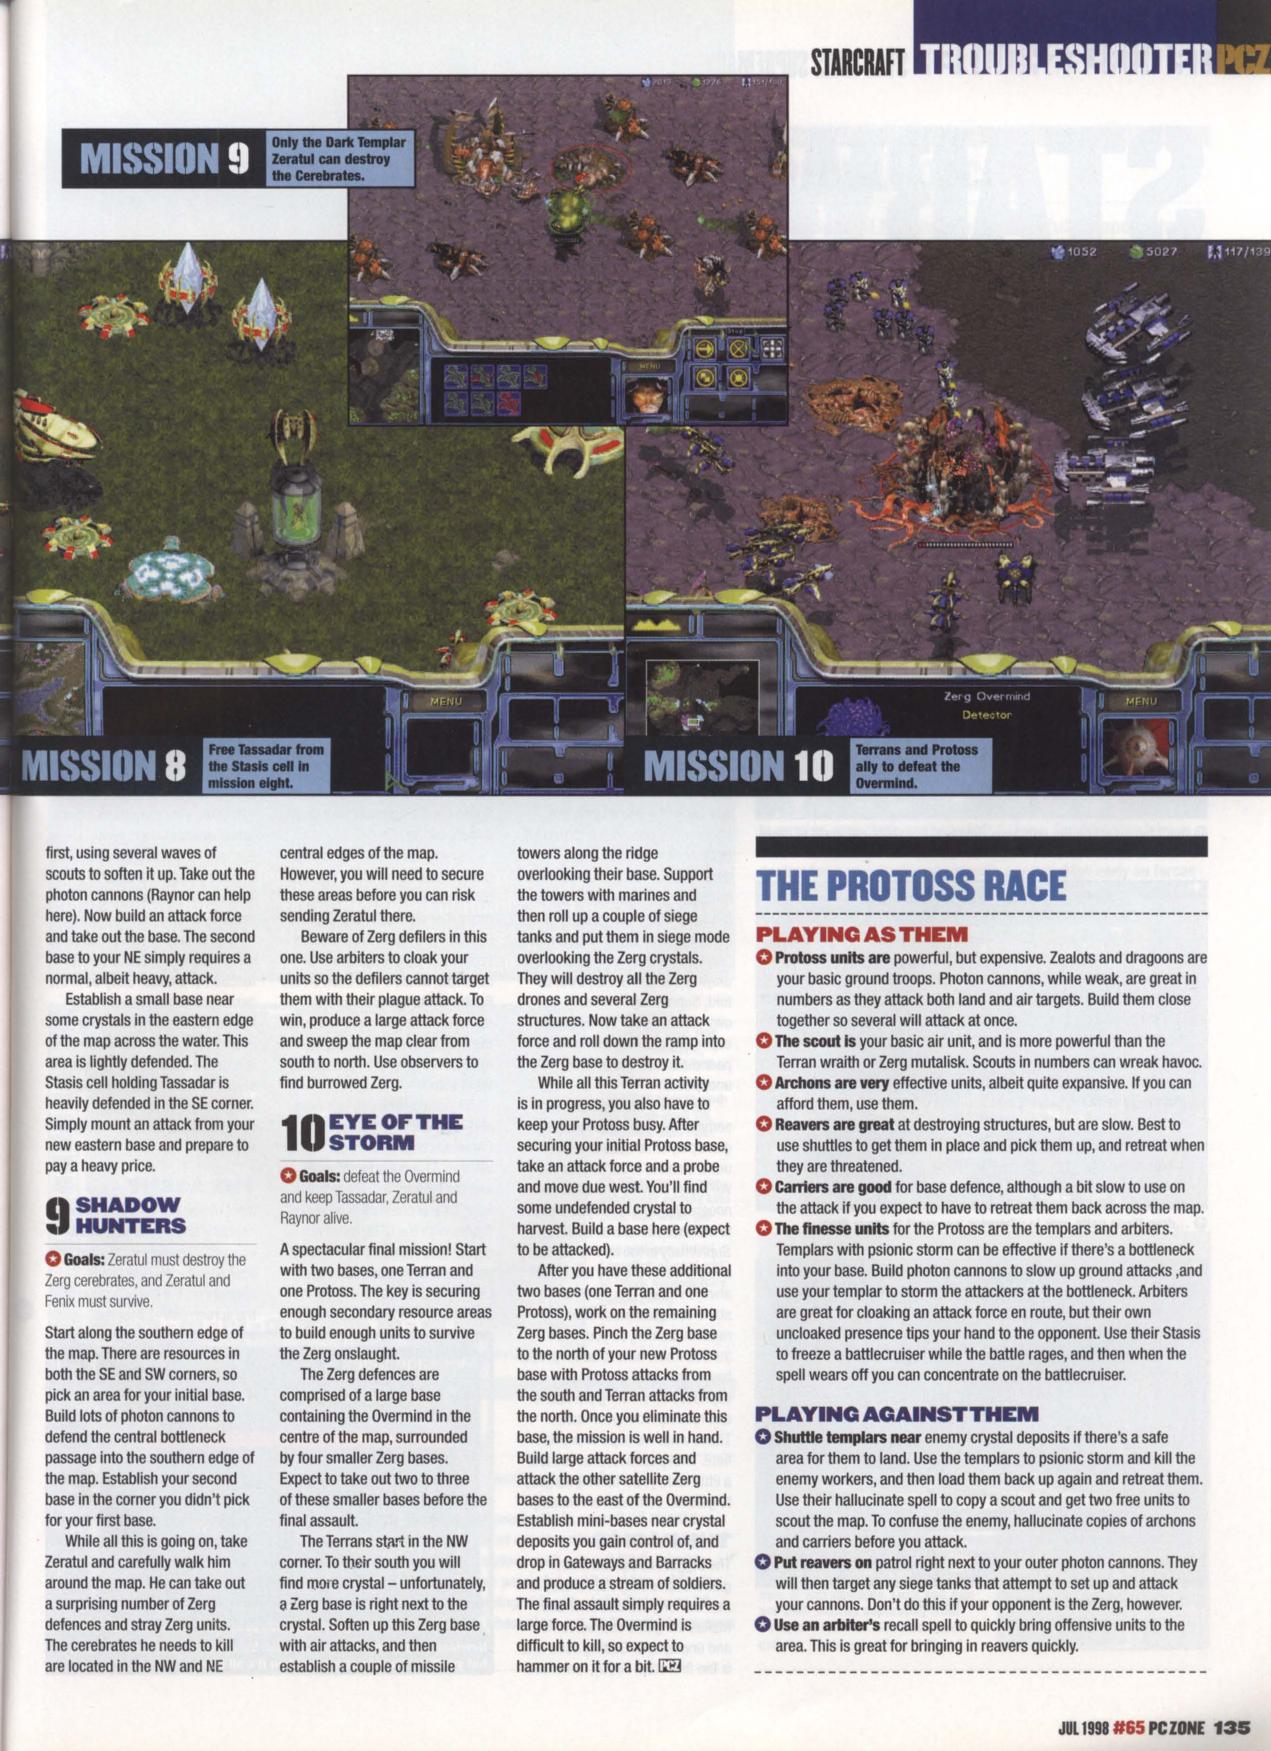 STARCRAFT TROUBLESHOOTER PCZ
MISSION 9
Only the Dark Templar
Zeratul can destroy
the Cerebrates.
MENU
1052 5027 117/139
MENU
MISSION 8
Free Tassadar from
the Stasis cell in
mission eight.
Zerg Overmind
Detector
MENU
MISSION 10
Terrans and Protoss
ally to defeat the
Overmind.
first, using several waves of
scouts to soften it up. Take out the
photon cannons (Raynor can help
here). Now build an attack force
and take out the base. The second
base to your NE simply requires a
normal, albeit heavy, attack.
Establish a small base near
some crystals in the eastern edge
of the map across the water. This
area is lightly defended. The
Stasis cell holding Tassadar is
heavily defended in the SE corner.
Simply mount an attack from your
new eastern base and prepare to
pay a heavy price.
9 SHADOW
HUNTERS
Goals: Zeratul must destroy the
Zerg cerebrates, and Zeratul and
Fenix must survive.
Start along the southern edge of
the map. There are resources in
both the SE and SW corners, so
pick an area for your initial base.
Build lots of photon cannons to
defend the central bottleneck
passage into the southern edge of
the map. Establish your second
base in the corner you didn't pick
for your first base.
While all this is going on, take
Zeratul and carefully walk him
around the map. He can take out
a surprising number of Zerg
defences and stray Zerg units.
The cerebrates he needs to kill
are located in the NW and NE
central edges of the map.
However, you will need to secure
these areas before you can risk
sending Zeratul there.
Beware of Zerg defilers in this
one. Use arbiters to cloak your
units so the defilers cannot target
them with their plague attack. To
win, produce a large attack force
and sweep the map clear from
south to north. Use observers to
find burrowed Zerg.
10 EYE OF THE
STORM
Goals: defeat the Overmind
and keep Tassadar, Zeratul and
Raynor alive.
A spectacular final mission! Start
with two bases, one Terran and
one Protoss. The key is securing
enough secondary resource areas
to build enough units to survive
the Zerg onslaught.
The Zerg defences are
comprised of a large base
containing the Overmind in the
centre of the map, surrounded
by four smaller Zerg bases.
Expect to take out two to three
of these smaller bases before the
final assault.
The Terrans start in the NW
corner. To their south you will
find more crystal – unfortunately,
a Zerg base is right next to the
crystal. Soften up this Zerg base
with air attacks, and then
establish a couple of missile
towers along the ridge
overlooking their base. Support
the towers with marines and
then roll up a couple of siege
tanks and put them in siege mode
overlooking the Zerg crystals.
They will destroy all the Zerg
drones and several Zerg
structures. Now take an attack
force and roll down the ramp into
the Zerg base to destroy it.
While all this Terran activity
is in progress, you also have to
keep your Protoss busy. After
securing your initial Protoss base,
take an attack force and a probe
and move due west. You'll find
some undefended crystal to
harvest. Build a base here (expect
to be attacked).
After you have these additional
two bases (one Terran and one
Protoss), work on the remaining
Zerg bases. Pinch the Zerg base
to the north of your new Protoss
base with Protoss attacks from
the south and Terran attacks from
the north. Once you eliminate this
base, the mission is well in hand.
Build large attack forces and
attack the other satellite Zerg
bases to the east of the Overmind.
Establish mini-bases near crystal
deposits you gain control of, and
drop in Gateways and Barracks
and produce a stream of soldiers.
The final assault simply requires a
large force. The Overmind is
difficult to kill, so expect to
hammer on it for a bit. PCZ
THE PROTOSS RACE
PLAYING AS THEM
Protoss units are powerful, but expensive. Zealots and dragoons are
your basic ground troops. Photon cannons, while weak, are great in
numbers as they attack both land and air targets. Build them close
together so several will attack at once.
The scout is your basic air unit, and is more powerful than the
Terran wraith or Zerg mutalisk. Scouts in numbers can wreak havoc.
Archons are very effective units, albeit quite expansive. If you can
afford them, use them.
Reavers are great at destroying structures, but are slow. Best to
use shuttles to get them in place and pick them up, and retreat when
they are threatened.
Carriers are good for base defence, although a bit slow to use on
the attack if you expect to have to retreat them back across the map.
The finesse units for the Protoss are the templars and arbiters.
Templars with psionic storm can be effective if there's a bottleneck
into your base. Build photon cannons to slow up ground attacks ,and
use your templar to storm the attackers at the bottleneck. Arbiters
are great for cloaking an attack force en route, but their own
uncloaked presence tips your hand to the opponent. Use their Stasis
to freeze a battlecruiser while the battle rages, and then when the
spell wears off you can concentrate on the battlecruiser.
PLAYING AGAINST THEM
Shuttle templars near enemy crystal deposits if there's a safe
area for them to land. Use the templars to psionic storm and kill the
enemy workers, and then load them back up again and retreat them.
Use their hallucinate spell to copy a scout and get two free units to
scout the map. To confuse the enemy, hallucinate copies of archons
and carriers before you attack.
Put reavers on patrol right next to your outer photon cannons. They
will then target any siege tanks that attempt to set up and attack
your cannons. Don't do this if your opponent is the Zerg, however.
Use an arbiter's recall spell to quickly bring offensive units to the
area. This is great for bringing in reavers quickly.
JUL 1998 #65 PC ZONE 135